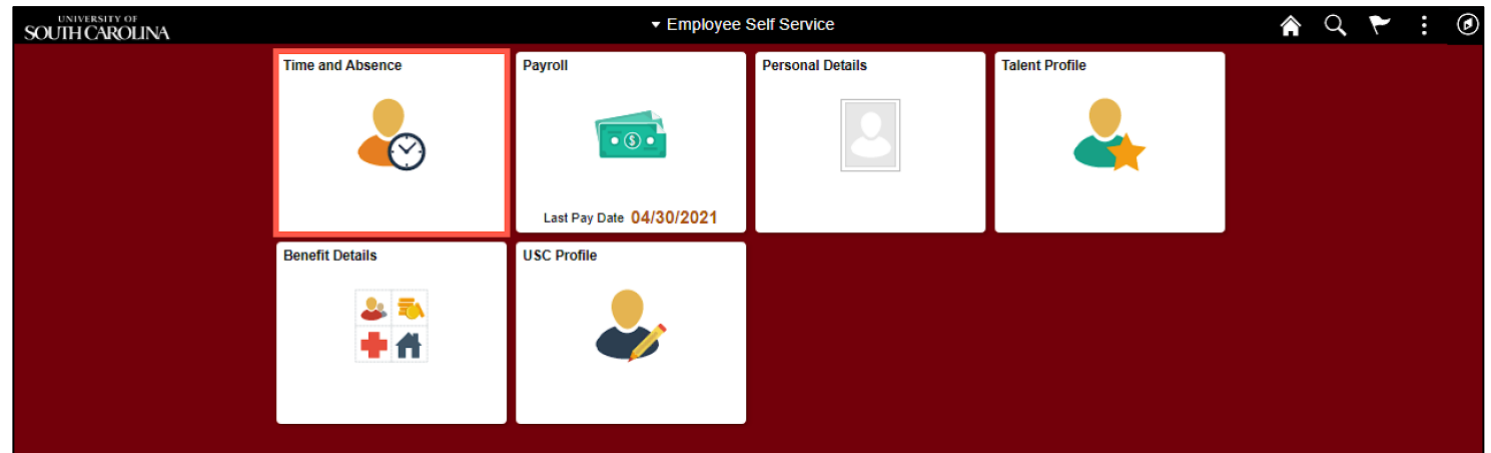 UNIVERSITY OF
SOUTH CAROLINA
Employee Self Service
Time and Absence
Payroll
Personal Details
Talent Profile
Last Pay Date 04/30/2021
Benefit Details
USC Profile